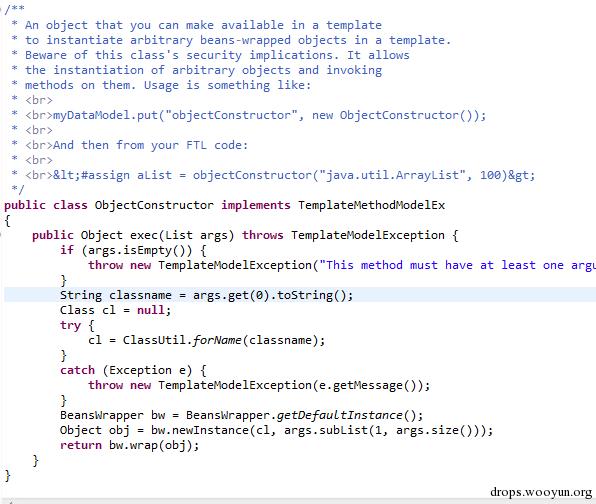 /**
 * An object that you can make available in a template
 * to instantiate arbitrary beans-wrapped objects in a template.
 * Beware of this class's security implications. It allows
 * the instantiation of arbitrary objects and invoking
 * methods on them. Usage is something like:
 * <br>
 * <br>myDataModel.put("objectConstructor", new ObjectConstructor());
 * <br>
 * <br>And then from your FTL code:
 * <br>
 * <br>&lt;#assign aList = objectConstructor("java.util.ArrayList", 100)&gt;
 */
public class ObjectConstructor implements TemplateMethodModelEx
{
    public Object exec(List args) throws TemplateModelException {
        if (args.isEmpty()) {
            throw new TemplateModelException("This method must have at least one argu
        }
        String classname = args.get(0).toString();
        Class cl = null;
        try {
            cl = ClassUtil.forName(classname);
        }
        catch (Exception e) {
            throw new TemplateModelException(e.getMessage());
        }
        BeansWrapper bw = BeansWrapper.getDefaultInstance();
        Object obj = bw.newInstance(cl, args.subList(1, args.size()));
        return bw.wrap(obj);
    }
}
drops.wooyun.org